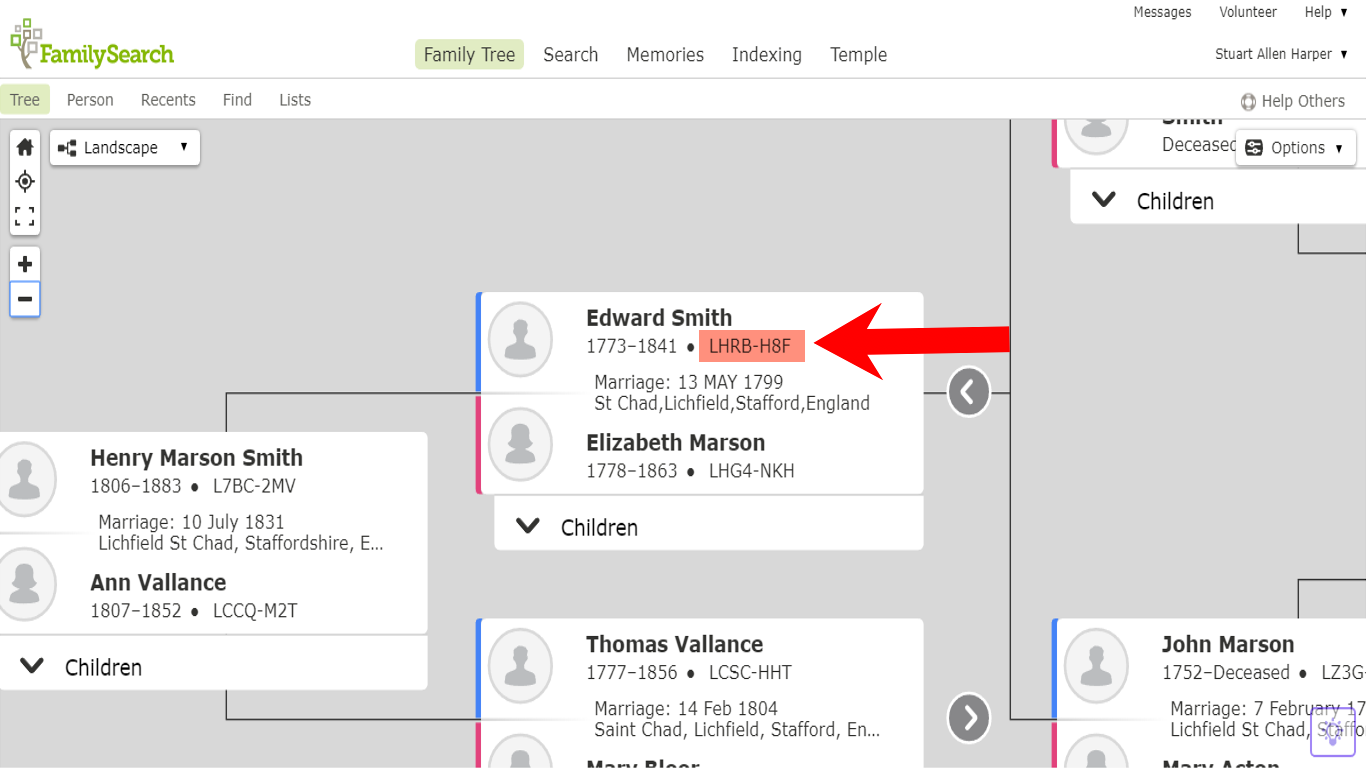 Messages Volunteer Help
FamilySearch
Family Tree Search Memories Indexing Temple
Stuart Allen Harper
Tree Person Recents Find Lists
Help Others
Landscape
Options
Smith
Deceased
Children
Edward Smith
1773–1841 ● LHRB-H8F
Marriage: 13 MAY 1799
St Chad,Lichfield,Stafford,England
Elizabeth Marson
1778–1863 ● LHG4-NKH
Children
Henry Marson Smith
1806–1883 ● L7BC-2MV
Marriage: 10 July 1831
Lichfield St Chad, Staffordshire, E...
Ann Vallance
1807–1852 ● LCCQ-M2T
Children
Thomas Vallance
1777–1856 ● LCSC-HHT
Marriage: 14 Feb 1804
Saint Chad, Lichfield, Stafford, En...
Mary Bloor
John Marson
1752–Deceased ● LZ3G-
Marriage: 7 February 17
Lichfield St Chad, Staffo
Mary Acton